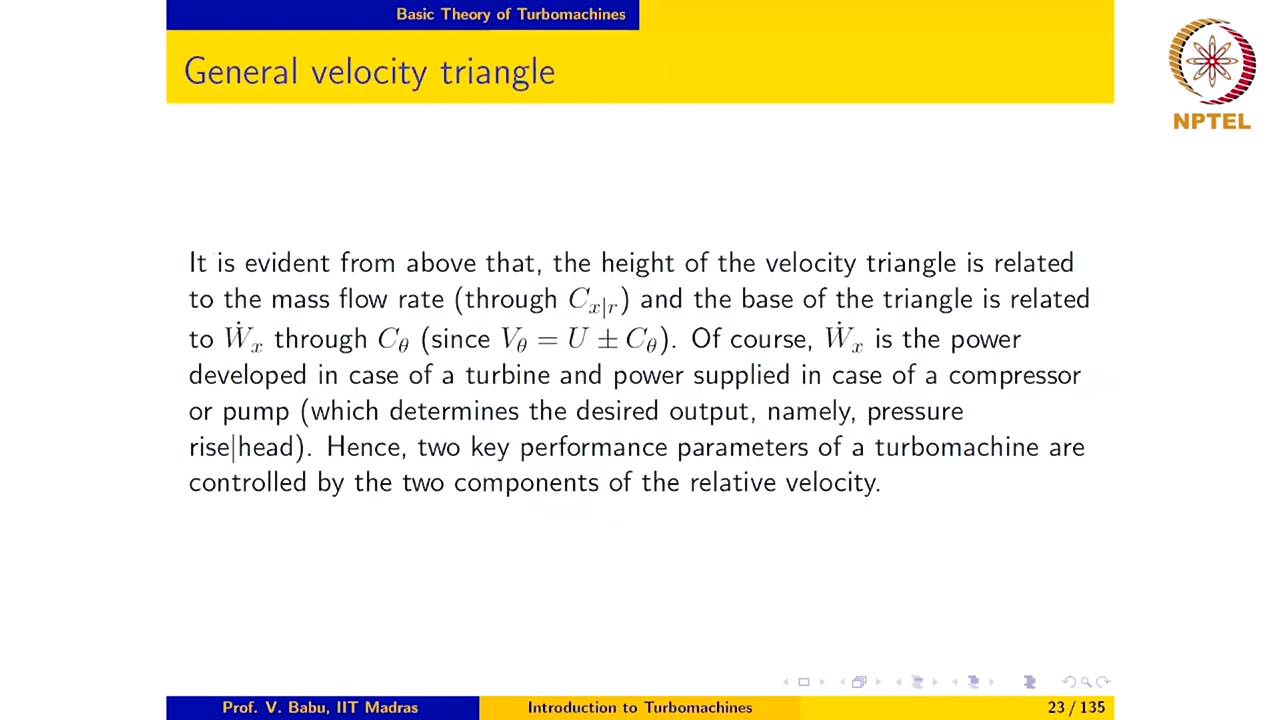 Basic Theory of Turbomachines
General velocity triangle
NPTEL
It is evident from above that, the height of the velocity triangle is related
to the mass flow rate (through C_{x|r}) and the base of the triangle is related
to Ẇ_x through C_θ (since V_θ = U ± C_θ). Of course, Ẇ_x is the power
developed in case of a turbine and power supplied in case of a compressor
or pump (which determines the desired output, namely, pressure
rise|head). Hence, two key performance parameters of a turbomachine are
controlled by the two components of the relative velocity.
Prof. V. Babu, IIT Madras
Introduction to Turbomachines
23 / 135